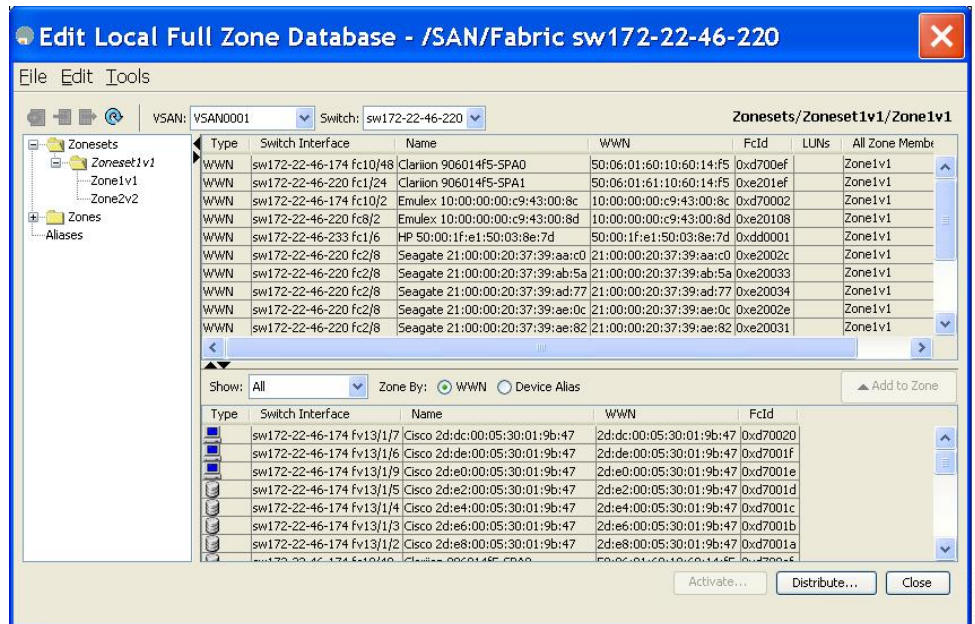 Edit Local Full Zone Database - /SAN/Fabric sw172-22-46-220
File Edit Tools
VSAN: VSAN0001 Switch: sw172-22-46-220 Zonesets/Zoneset1v1/Zone1v1
Zonesets
Zoneset1v1
Zone1v1
Zone2v2
Zones
Aliases
Type Switch Interface Name WWN FcId LUNs All Zone Membe
WWN sw172-22-46-174 fc10/48 Clariion 906014f5-SPA0 50:06:01:60:10:60:14:f5 0xd700ef Zone1v1
WWN sw172-22-46-220 fc1/24 Clariion 906014f5-SPA1 50:06:01:61:10:60:14:f5 0xe201ef Zone1v1
WWN sw172-22-46-174 fc10/2 Emulex 10:00:00:00:c9:43:00:8c 10:00:00:00:c9:43:00:8c 0xd70002 Zone1v1
WWN sw172-22-46-220 fc8/2 Emulex 10:00:00:00:c9:43:00:8d 10:00:00:00:c9:43:00:8d 0xe20108 Zone1v1
WWN sw172-22-46-233 fc1/6 HP 50:00:1f:e1:50:03:8e:7d 50:00:1f:e1:50:03:8e:7d 0xdd0001 Zone1v1
WWN sw172-22-46-220 fc2/8 Seagate 21:00:00:20:37:39:aa:c0 21:00:00:20:37:39:aa:c0 0xe2002c Zone1v1
WWN sw172-22-46-220 fc2/8 Seagate 21:00:00:20:37:39:ab:5a 21:00:00:20:37:39:ab:5a 0xe20033 Zone1v1
WWN sw172-22-46-220 fc2/8 Seagate 21:00:00:20:37:39:ad:77 21:00:00:20:37:39:ad:77 0xe20034 Zone1v1
WWN sw172-22-46-220 fc2/8 Seagate 21:00:00:20:37:39:ae:0c 21:00:00:20:37:39:ae:0c 0xe2002e Zone1v1
WWN sw172-22-46-220 fc2/8 Seagate 21:00:00:20:37:39:ae:82 21:00:00:20:37:39:ae:82 0xe20031 Zone1v1
Show: All Zone By: WWN Device Alias Add to Zone
Type Switch Interface Name WWN FcId
sw172-22-46-174 fv13/1/7 Cisco 2d:dc:00:05:30:01:9b:47 2d:dc:00:05:30:01:9b:47 0xd70020
sw172-22-46-174 fv13/1/6 Cisco 2d:de:00:05:30:01:9b:47 2d:de:00:05:30:01:9b:47 0xd7001f
sw172-22-46-174 fv13/1/9 Cisco 2d:e0:00:05:30:01:9b:47 2d:e0:00:05:30:01:9b:47 0xd7001e
sw172-22-46-174 fv13/1/5 Cisco 2d:e2:00:05:30:01:9b:47 2d:e2:00:05:30:01:9b:47 0xd7001d
sw172-22-46-174 fv13/1/4 Cisco 2d:e4:00:05:30:01:9b:47 2d:e4:00:05:30:01:9b:47 0xd7001c
sw172-22-46-174 fv13/1/3 Cisco 2d:e6:00:05:30:01:9b:47 2d:e6:00:05:30:01:9b:47 0xd7001b
sw172-22-46-174 fv13/1/2 Cisco 2d:e8:00:05:30:01:9b:47 2d:e8:00:05:30:01:9b:47 0xd7001a
Activate... Distribute... Close